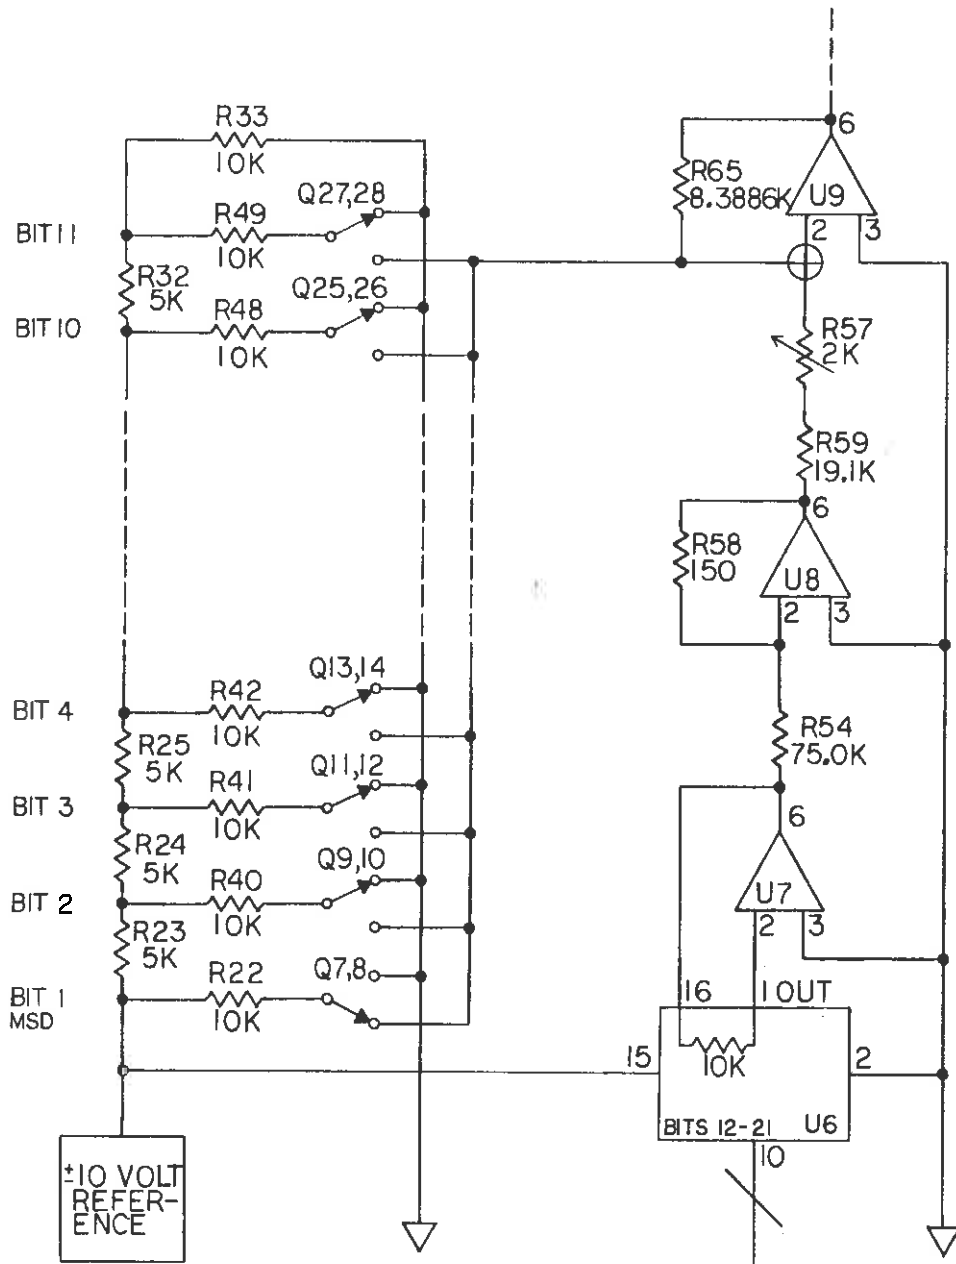 R33
10K
BIT 11
R49
10K
Q27,28
R32
5K
BIT 10
R48
10K
Q25,26
BIT 4
R42
10K
Q13,14
R25
5K
BIT 3
R41
10K
Q11,12
R24
5K
BIT 2
R40
10K
Q9,10
R23
5K
BIT 1
MSD
R22
10K
Q7,8
±10 VOLT
REFER-
ENCE
6
R65
8.3886K
U9
2
3
R57
2K
R59
19.1K
6
R58
150
U8
2
3
R54
75.0K
6
U7
2
3
16
1 OUT
15
10K
2
BITS 12-21
U6
10